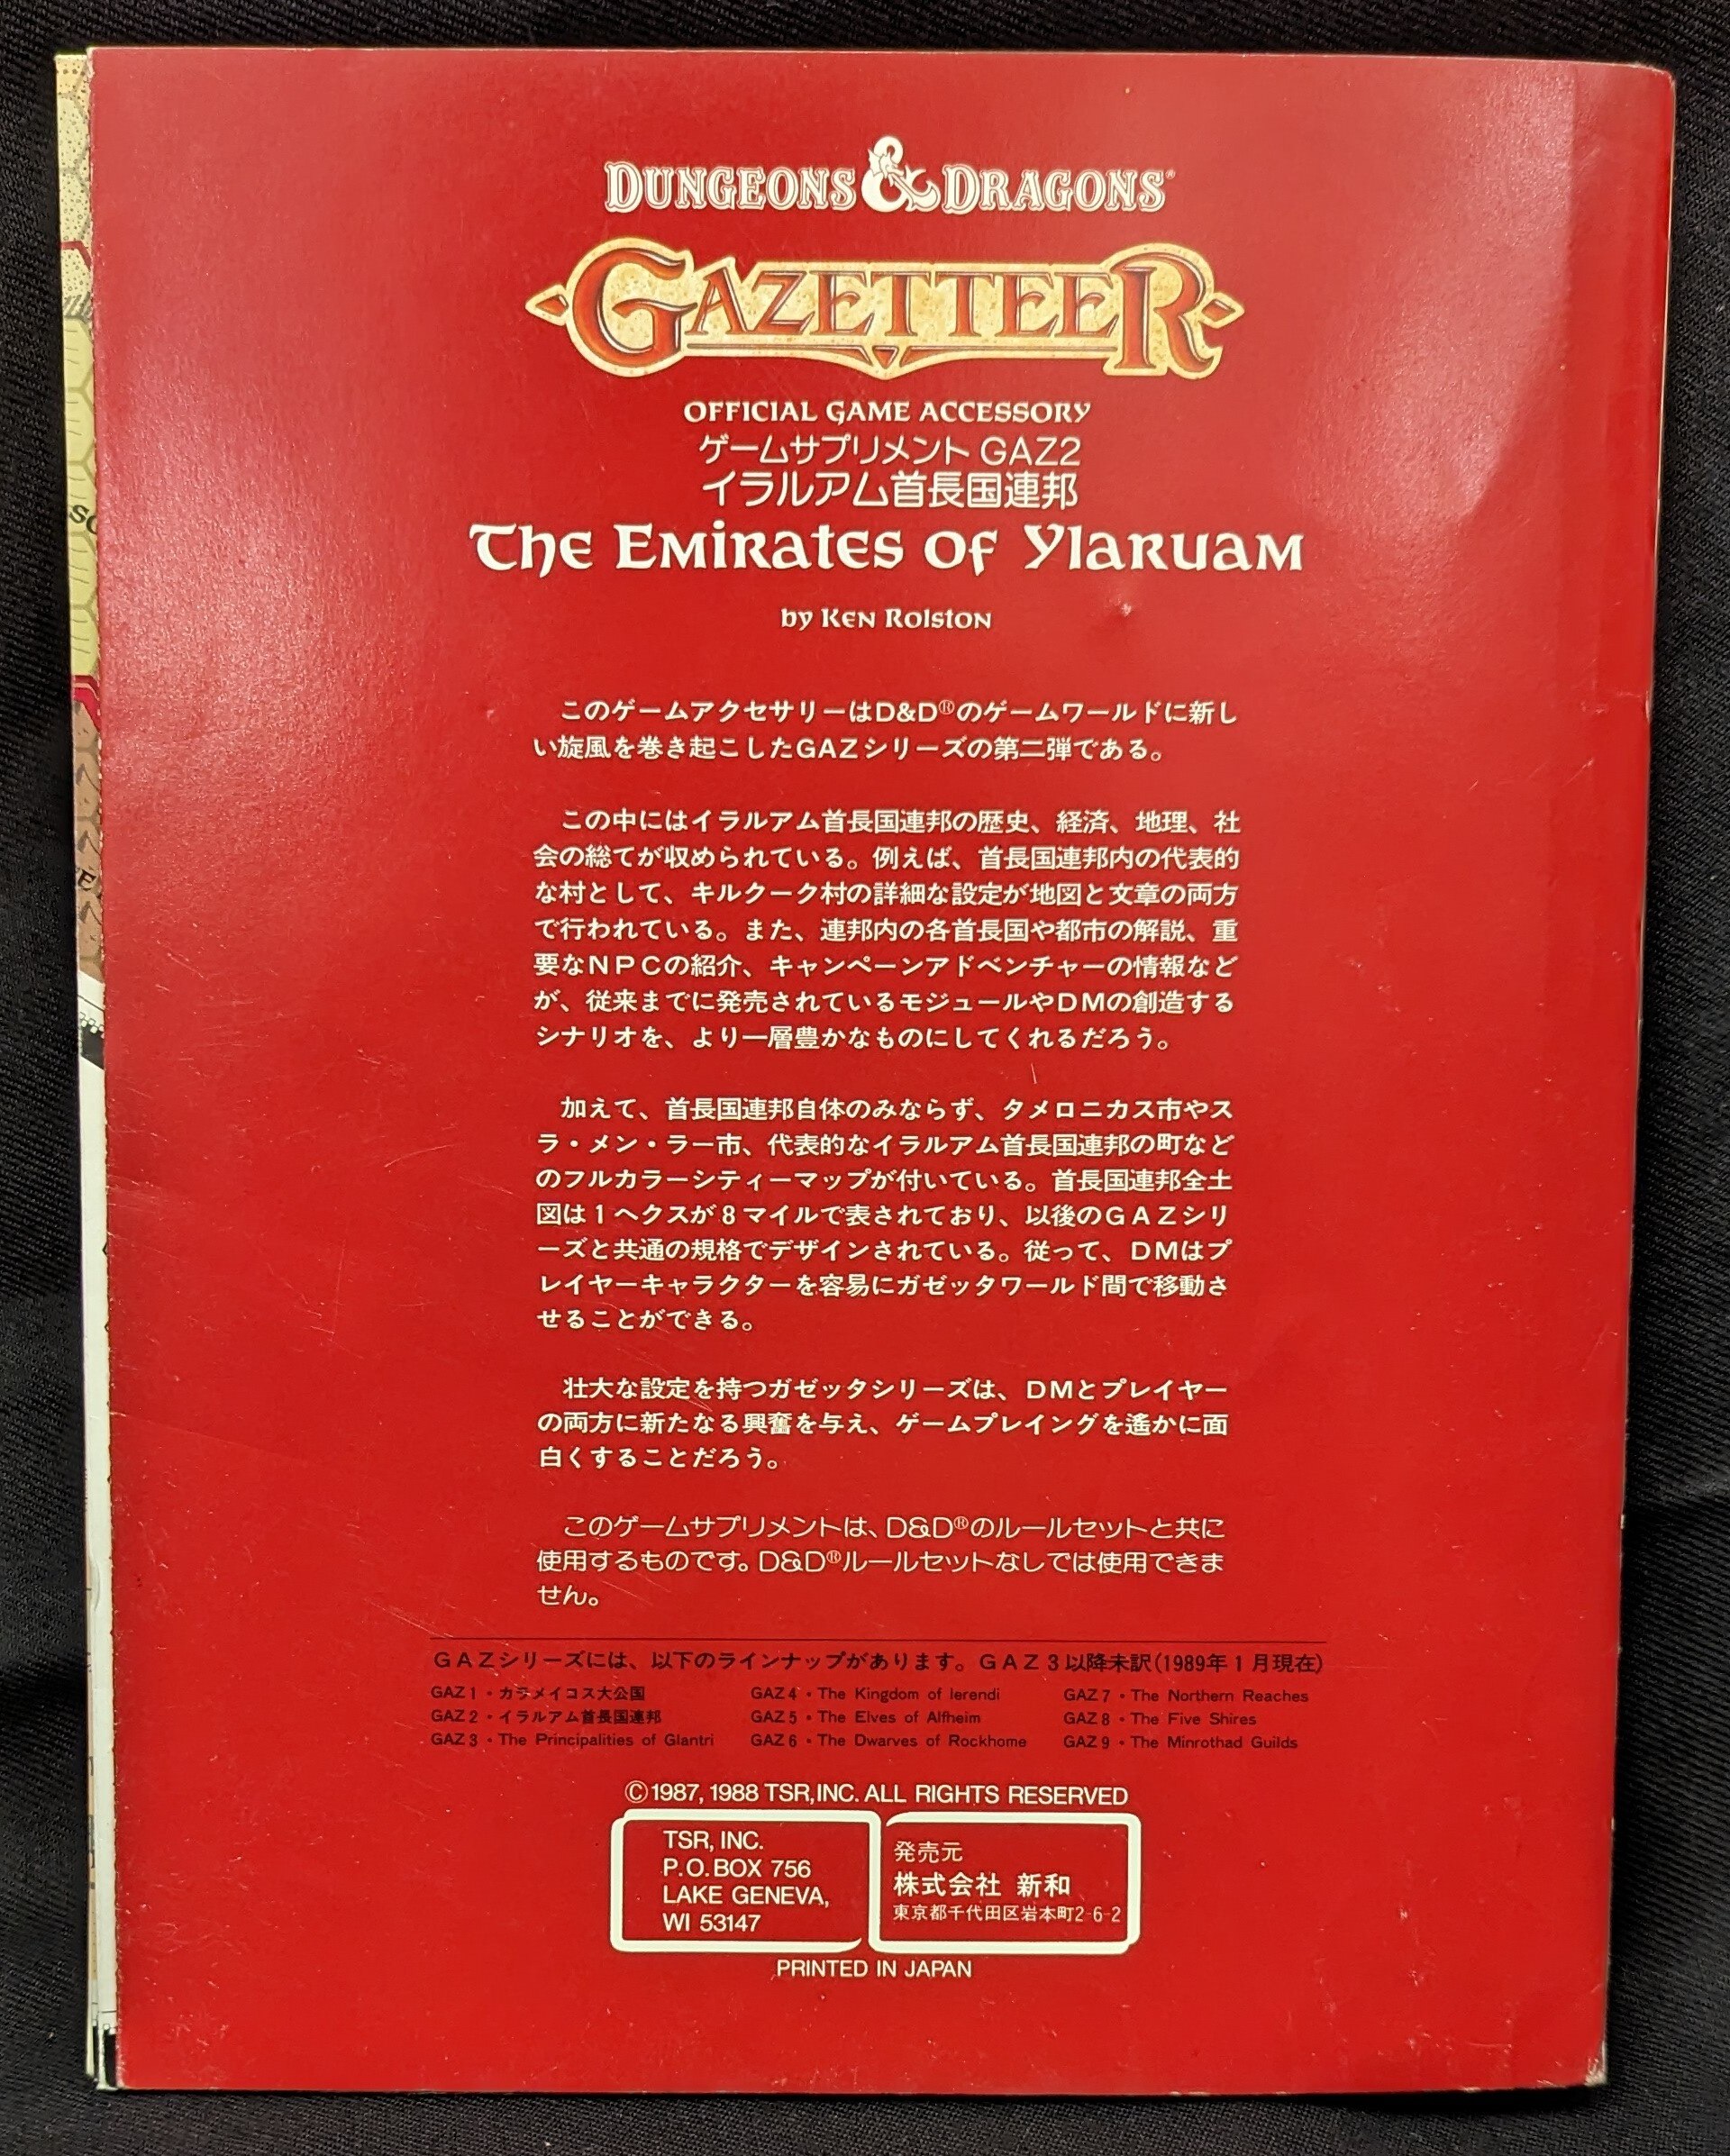 DUNGEONS & DRAGONS®
GAZETTEER
OFFICIAL GAME ACCESSORY
ゲームサプリメント GAZ2
イラルアム首長国連邦
The Emirates of Ylaruam
by Ken Rolston
このゲームアクセサリーはD&D®のゲームワールドに新し
い旋風を巻き起こしたGAZシリーズの第二弾である。
この中にはイラルアム首長国連邦の歴史、経済、地理、社
会の総てが収められている。例えば、首長国連邦内の代表的
な村として、キルクーク村の詳細な設定が地図と文章の両方
で行われている。また、連邦内の各首長国や都市の解説、重
要なNPCの紹介、キャンペーンアドベンチャーの情報など
が、従来までに発売されているモジュールやDMの創造する
シナリオを、より一層豊かなものにしてくれるだろう。
加えて、首長国連邦自体のみならず、タメロニカス市やス
ラ・メン・ラー市、代表的なイラルアム首長国連邦の町など
のフルカラーシティーマップが付いている。首長国連邦全土
図は1ヘクスが8マイルで表されており、以後のGAZシリ
ーズと共通の規格でデザインされている。従って、DMはプ
レイヤーキャラクターを容易にガゼッタワールド間で移動さ
せることができる。
壮大な設定を持つガゼッタシリーズは、DMとプレイヤー
の両方に新たなる興奮を与え、ゲームプレイングを遙かに面
白くすることだろう。
このゲームサプリメントは、D&D®のルールセットと共に
使用するものです。D&D®ルールセットなしでは使用できま
せん。
GAZシリーズには、以下のラインナップがあります。GAZ3以降未訳(1989年1月現在)
GAZ1・カラメイコス大公国
GAZ2・イラルアム首長国連邦
GAZ3・The Principalities of Glantri
GAZ4・The Kingdom of Ierendi
GAZ5・The Elves of Alfheim
GAZ6・The Dwarves of Rockhome
GAZ7・The Northern Reaches
GAZ8・The Five Shires
GAZ9・The Minrothad Guilds
©1987, 1988 TSR, INC. ALL RIGHTS RESERVED
TSR, INC.
P.O. BOX 756
LAKE GENEVA,
WI 53147
発売元
株式会社 新和
東京都千代田区岩本町2-6-2
PRINTED IN JAPAN